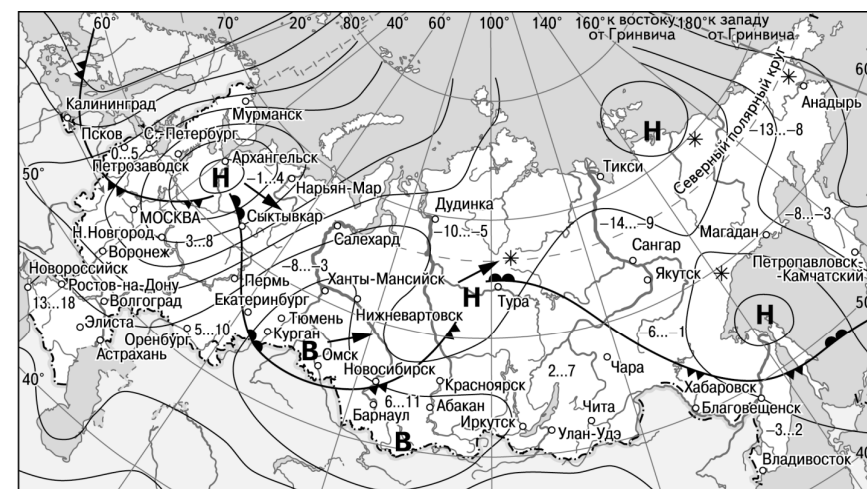 60°
70°
20°
80°
40°
60°
80°
100°
140°
160° к востоку
от Гринвича
180° к западу
от Гринвича
60
Калининград
Мурманск
Северный полярный круг
Анадырь
Псков
С.-Петербург
Н
–13...–8
0...5
Петрозаводск
Архангельск
50°
Н
–1...4
Нарьян-Мар
Тикси
МОСКВА
Сыктывкар
Дудинка
–14...–9
–8...–3
Н.Новгород
3...8
Салехард
–10...–5
Магадан
Воронеж
Сангар
Петропавловск-
-Камчатский
Новороссийск
Пермь
–8...–3
Ханты-Мансийск
Якутск
Ростов-на-Дону
Екатеринбург
Н
Тура
13...18
Волгоград
Тюмень
Нижневартовск
Н
50
Элиста
Оренбург
5...10
Курган
6...1
Астрахань
В
Омск
Чара
40°
Новосибирск
Красноярск
2...7
Хабаровск
Барнаул
6...11
Абакан
Чита
Благовещенск
В
Иркутск
Улан-Удэ
–3...2
Владивосток
40